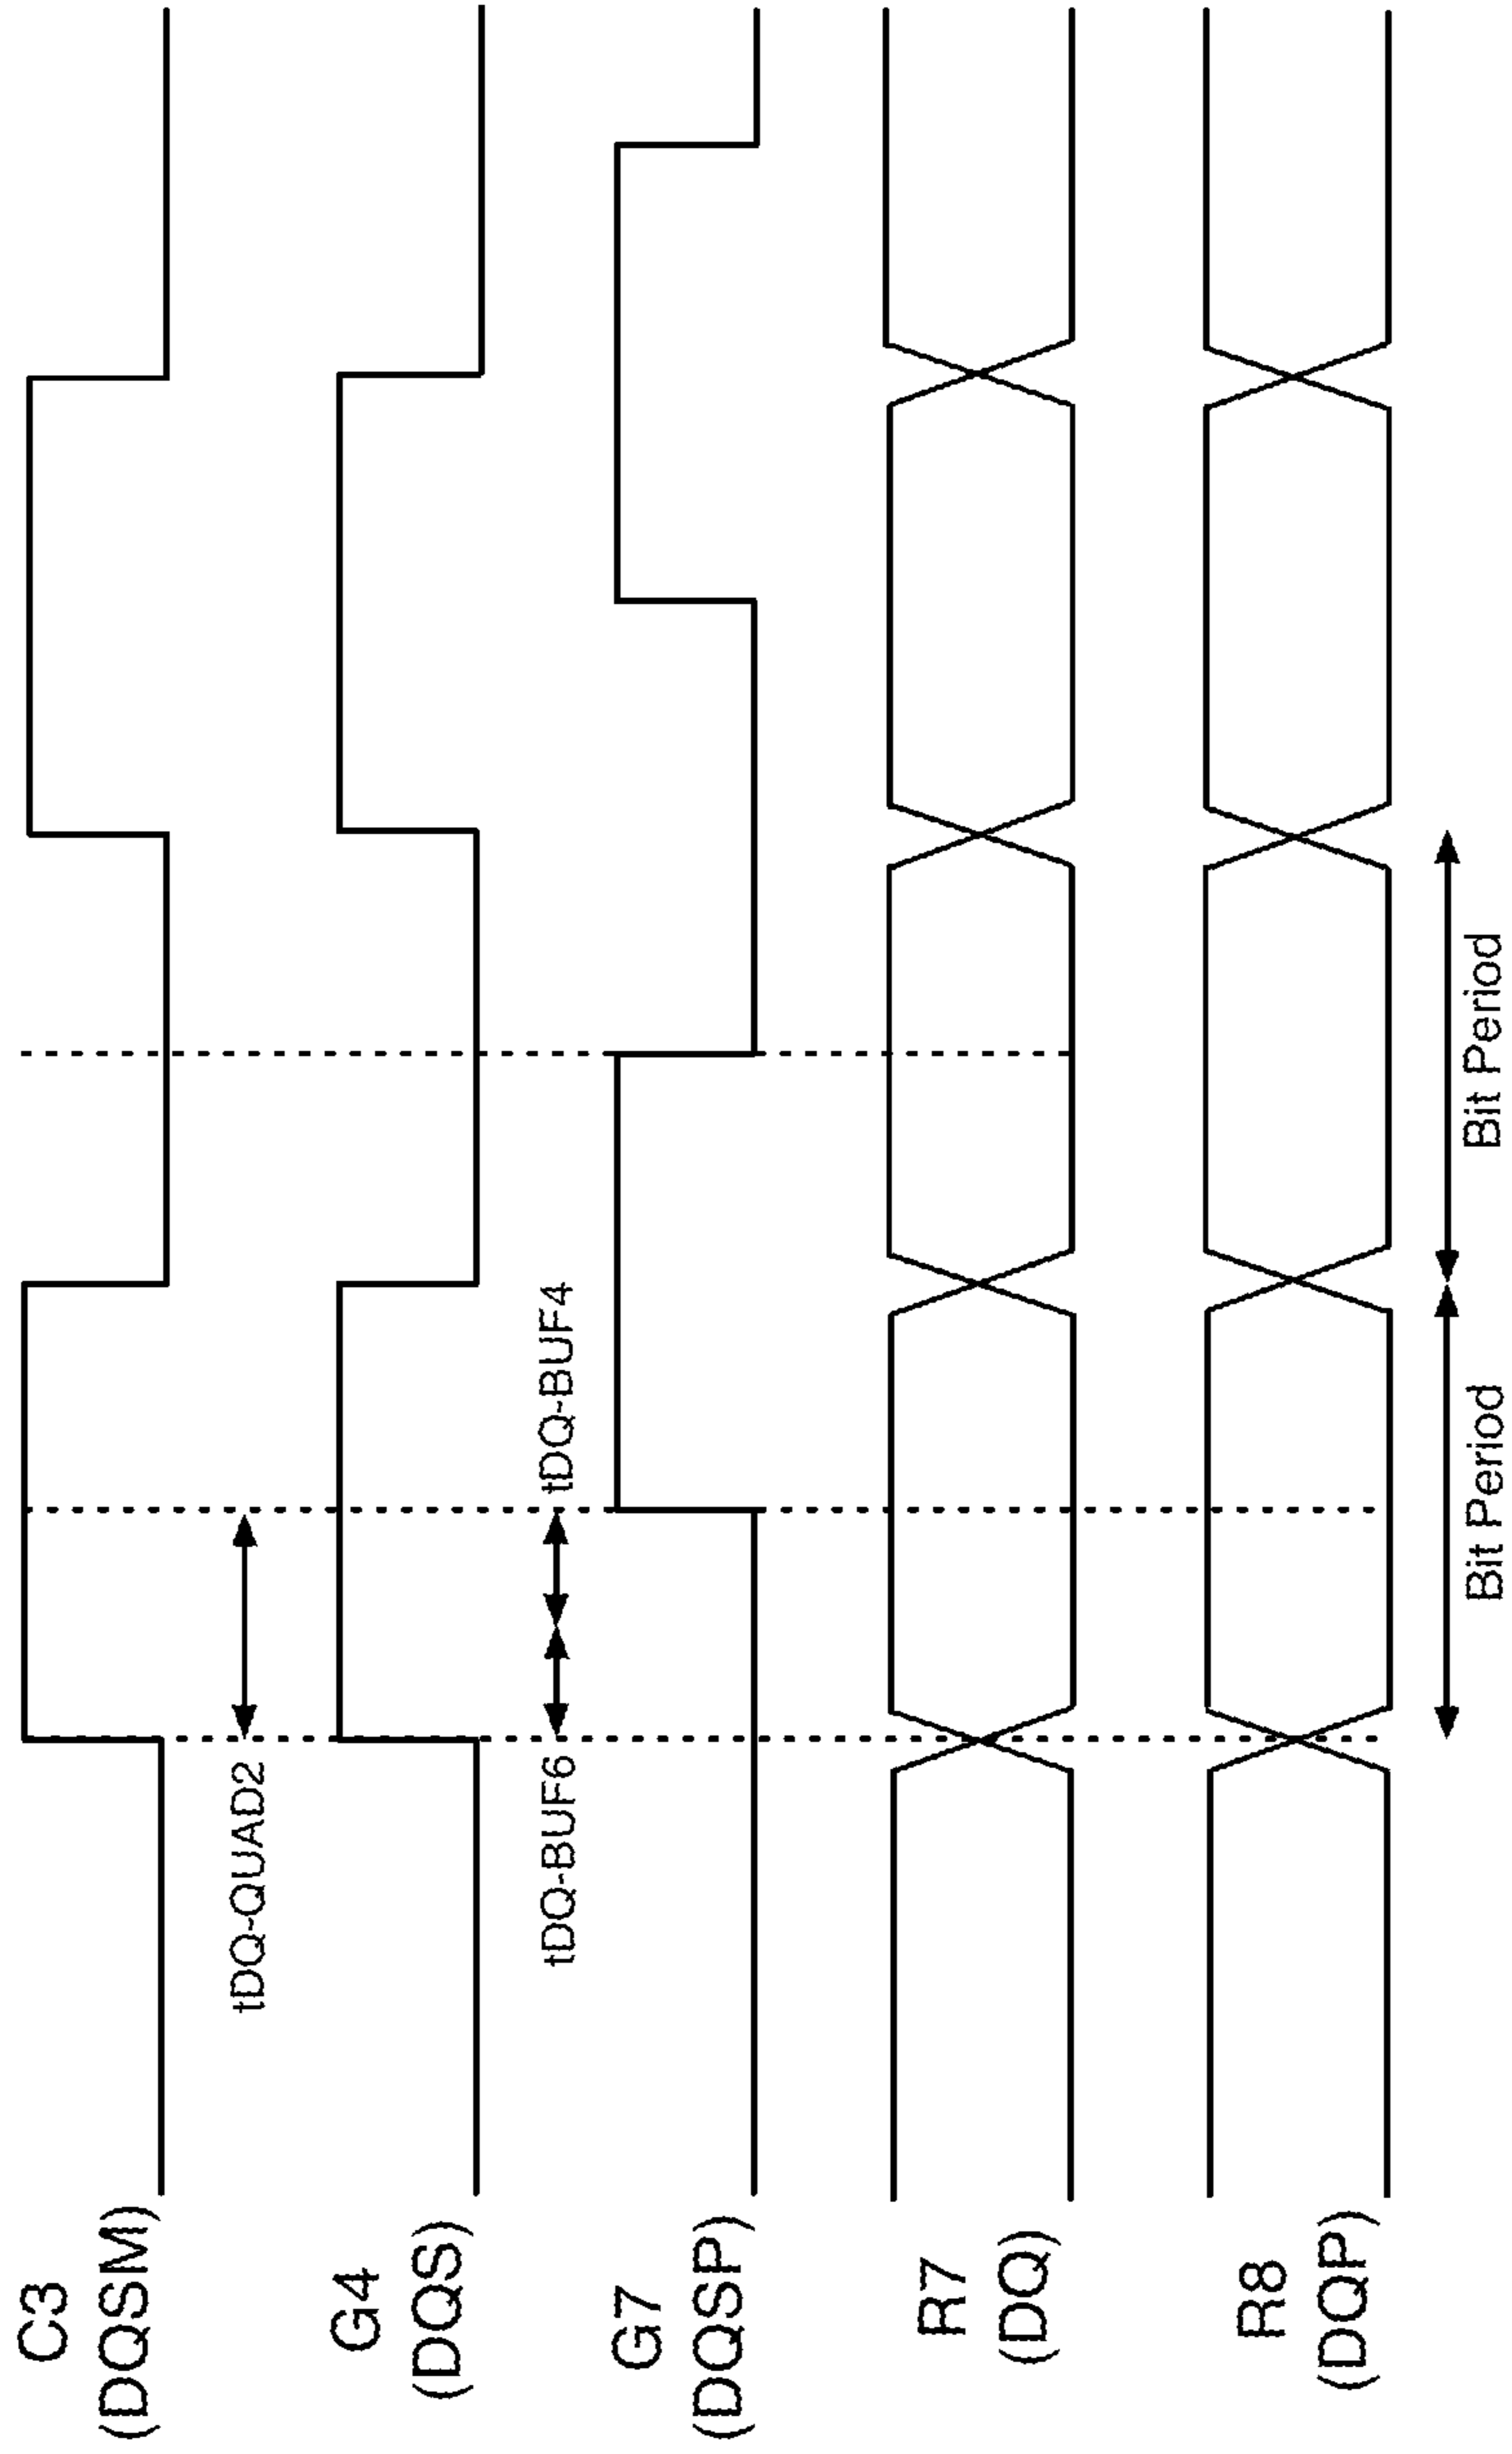 C3
(DQSM)
tDQ-QUAD2
G4
(DQS)
tDQ-BUF6
tDQ-BUF4
G7
(DQSP)
R7
(DQ)
R8
(DQP)
Bit Period
Bit Period